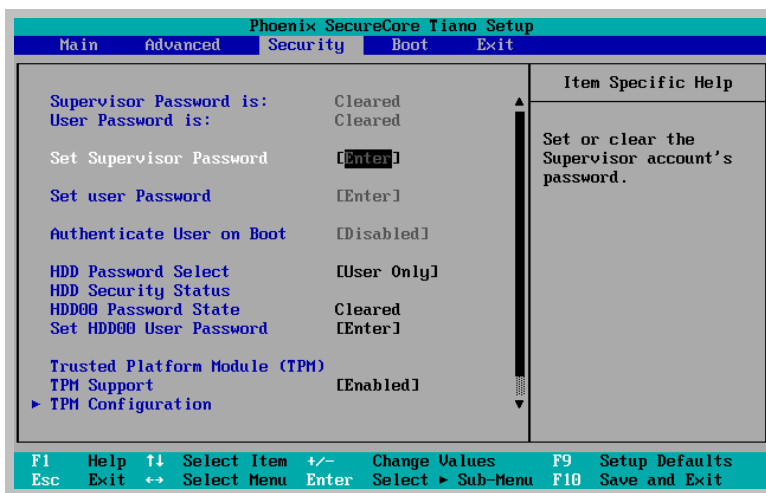 Phoenix SecureCore Tiano Setup
Main Advanced Security Boot Exit
Item Specific Help
Supervisor Password is: Cleared
User Password is: Cleared
Set or clear the
Supervisor account's
password.
Set Supervisor Password [Enter]
Set user Password [Enter]
Authenticate User on Boot [Disabled]
HDD Password Select [User Only]
HDD Security Status
HDD00 Password State Cleared
Set HDD00 User Password [Enter]
Trusted Platform Module (TPM)
TPM Support [Enabled]
► TPM Configuration
F1 Help ↑↓ Select Item +/- Change Values F9 Setup Defaults
Esc Exit ↔ Select Menu Enter Select ► Sub-Menu F10 Save and Exit